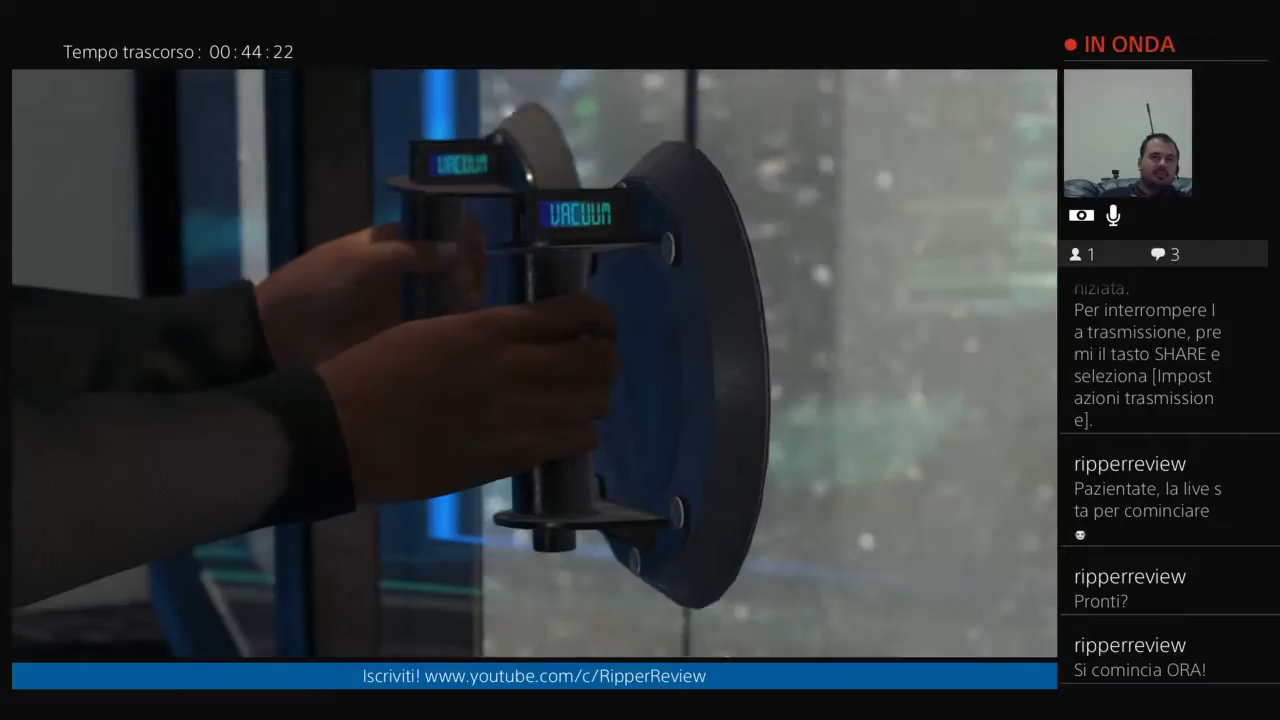 Tempo trascorso: 00:44:22
IN ONDA
VACUUM
VACUUM
1
3
niziata.
Per interrompere l
a trasmissione, pre
mi il tasto SHARE e
seleziona [Impost
azioni trasmission
e].
ripperreview
Pazientate, la live s
ta per cominciare
ripperreview
Pronti?
ripperreview
Si comincia ORA!
Iscriviti! www.youtube.com/c/RipperReview